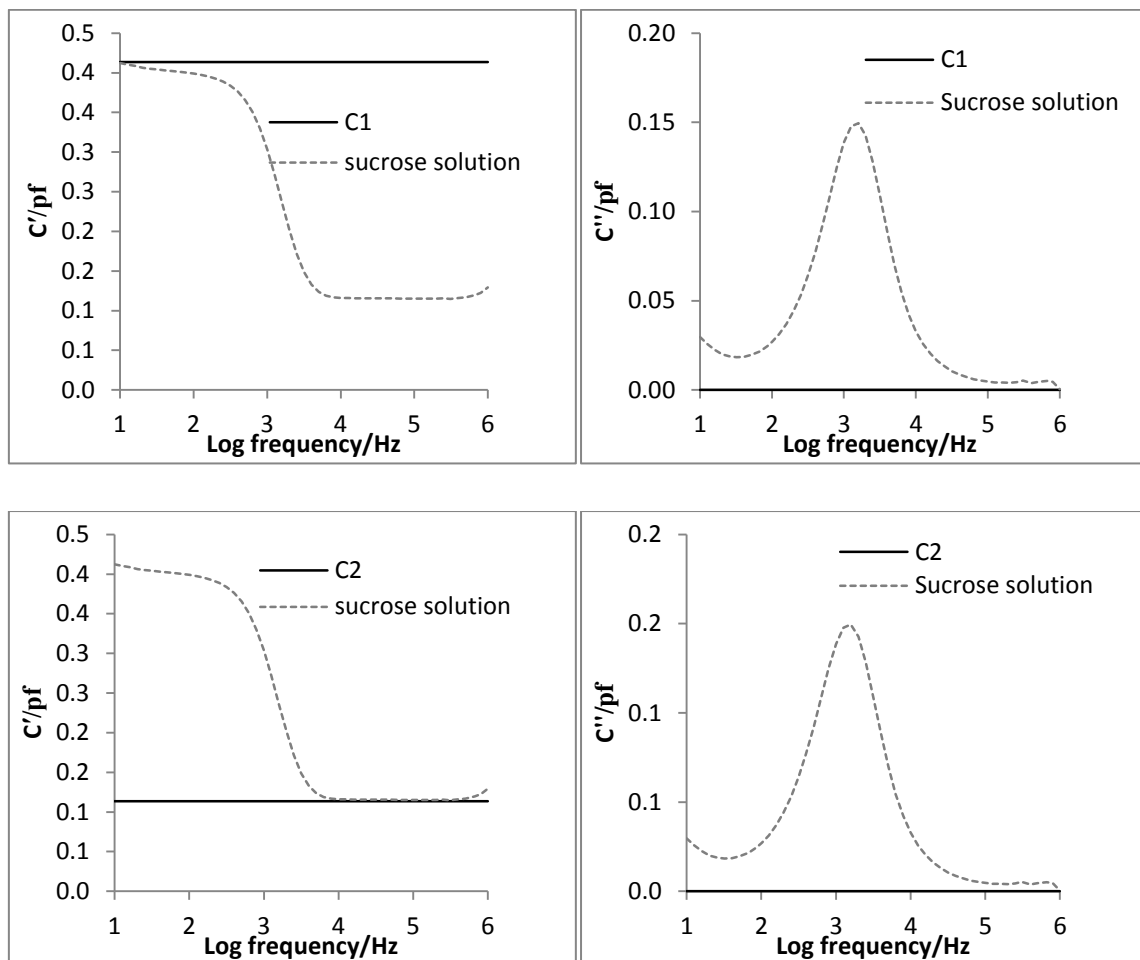 0.5
0.4
0.4
0.3
0.3
0.2
0.2
0.1
0.1
0.0
C'/pf
C1
sucrose solution
1 2 3 4 5 6
Log frequency/Hz
0.20
0.15
0.10
0.05
0.00
C''/pf
C1
Sucrose solution
1 2 3 4 5 6
Log frequency/Hz
0.5
0.4
0.4
0.3
0.3
0.2
0.2
0.1
0.1
0.0
C'/pf
C2
sucrose solution
1 2 3 4 5 6
Log frequency/Hz
0.2
0.2
0.1
0.1
0.0
C''/pf
C2
Sucrose solution
1 2 3 4 5 6
Log frequency/Hz